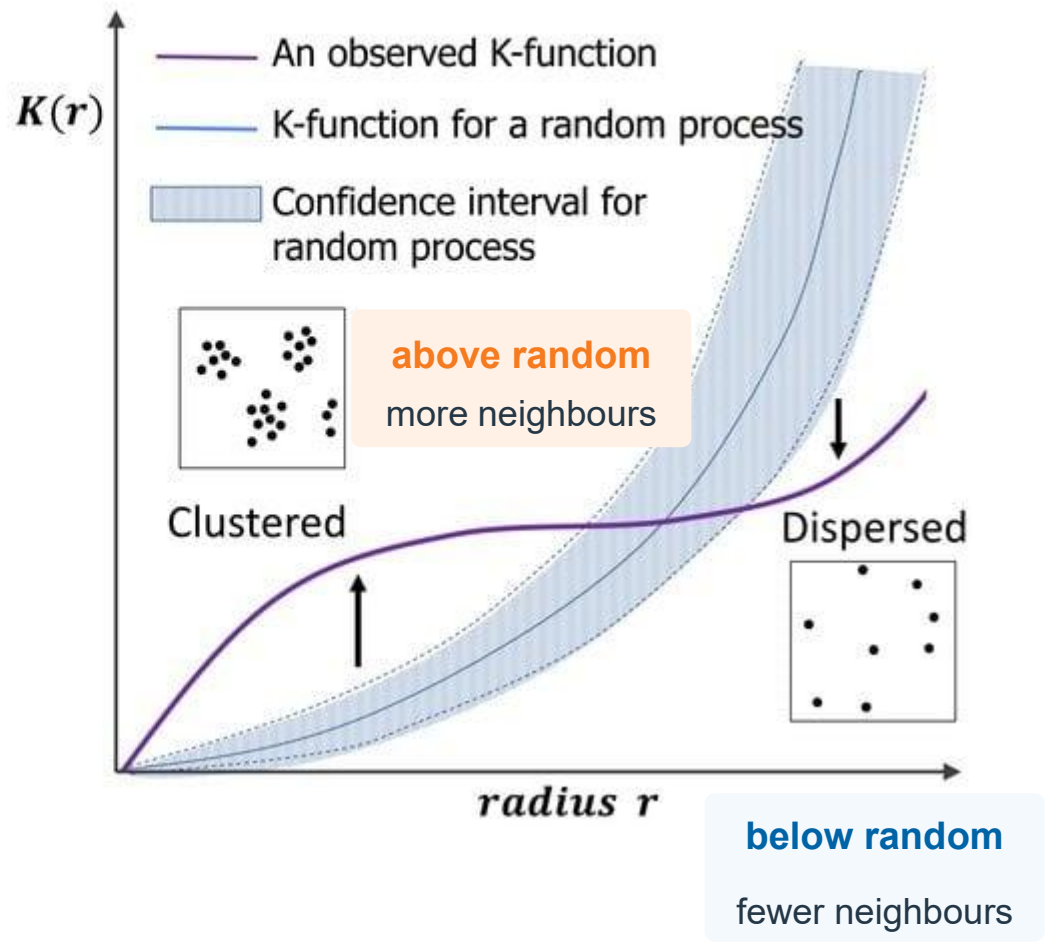 An observed K-function
K(r)
K-function for a random process
Confidence interval for
random process
above random
more neighbours
Clustered
Dispersed
radius r
below random
fewer neighbours